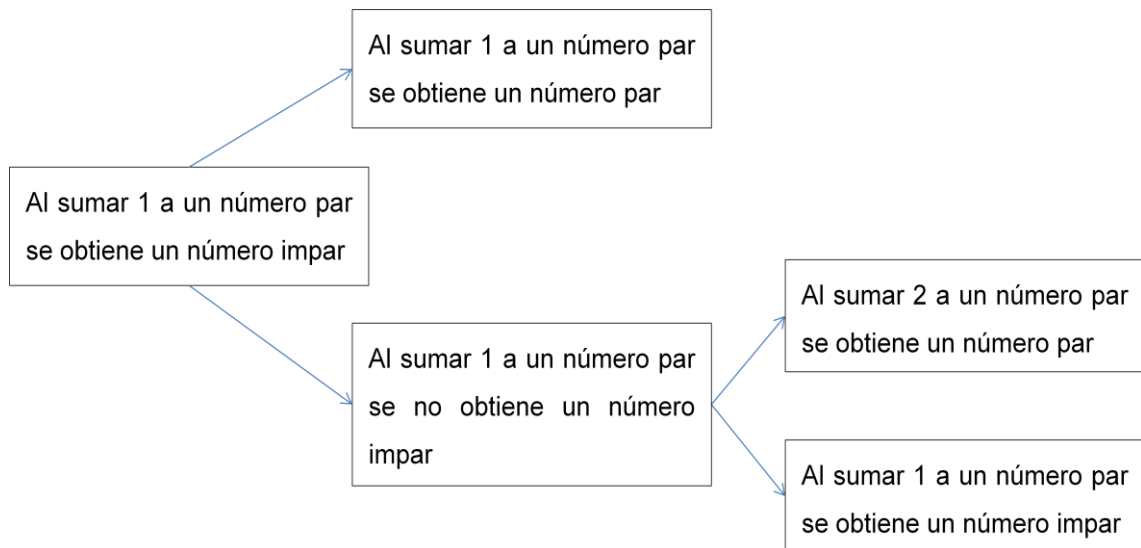 Al sumar 1 a un número par
se obtiene un número par
Al sumar 1 a un número par
se obtiene un número impar
Al sumar 1 a un número par
se no obtiene un número
impar
Al sumar 2 a un número par
se obtiene un número par
Al sumar 1 a un número par
se obtiene un número impar